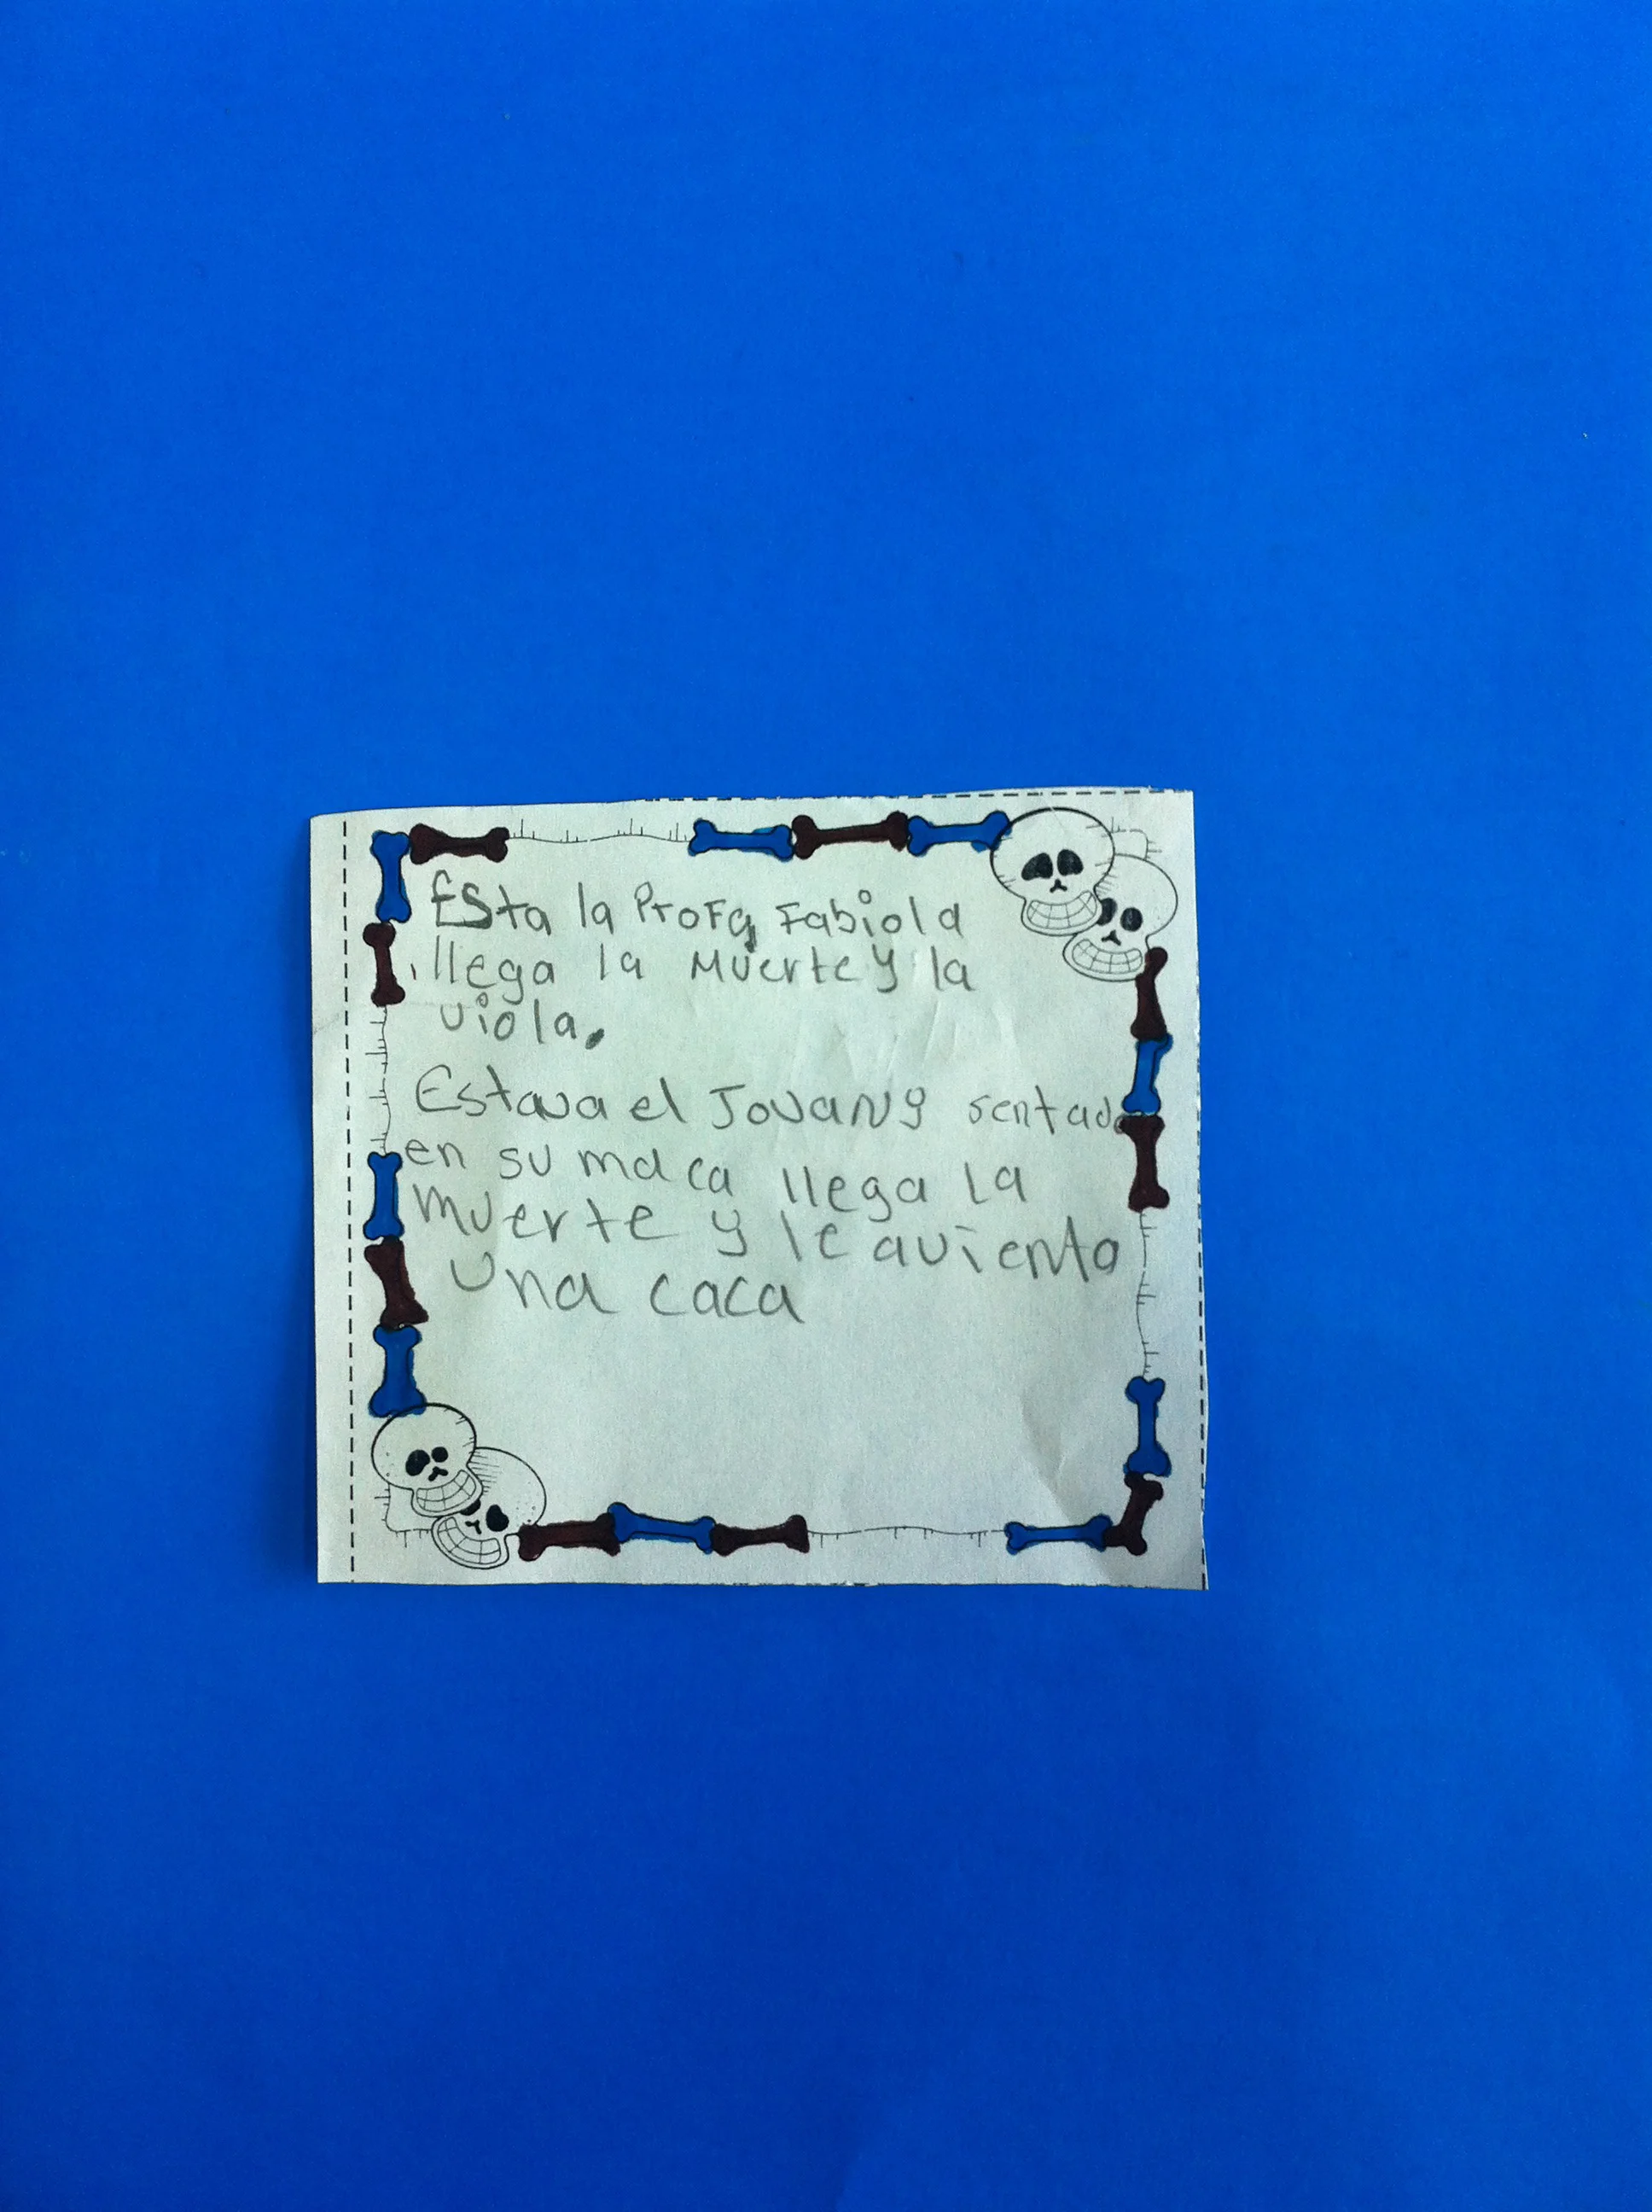 Esta la Profa Fabiola
llega la Muerte y la
viola.
Estava el Jovany sentado
en su maca llega la
muerte y le avienta
una caca